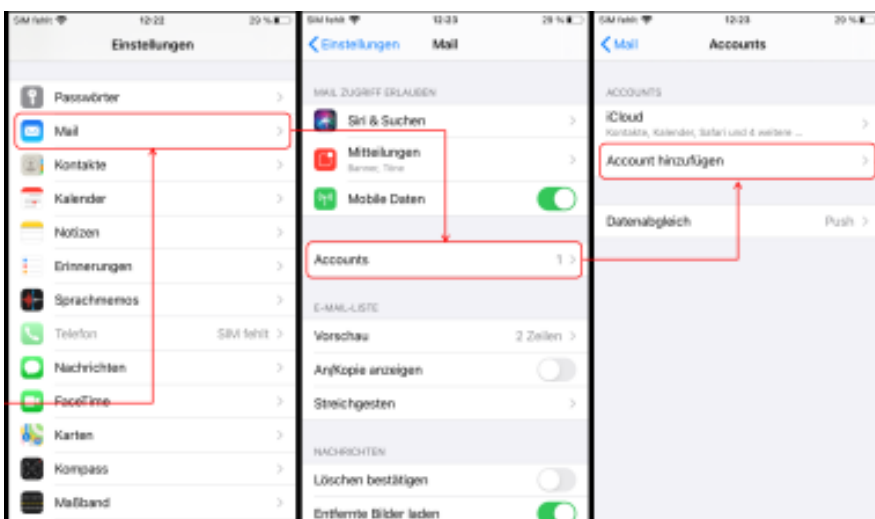 SIM fehlt 12:22 29 %
Einstellungen
Passwörter
Mail
Kontakte
Kalender
Notizen
Erinnerungen
Sprachmemos
Telefon SIM fehlt
Nachrichten
FaceTime
Karten
Kompass
Maßband
SIM fehlt 12:23 29 %
Einstellungen Mail
MAIL ZUGRIFF ERLAUBEN
Siri & Suchen
Mitteilungen
Banner, Töne
Mobile Daten
Accounts 1
E-MAIL-LISTE
Vorschau 2 Zeilen
An/Kopie anzeigen
Streichgesten
NACHRICHTEN
Löschen bestätigen
Entfernte Bilder laden
SIM fehlt 12:23 29 %
Mail Accounts
ACCOUNTS
iCloud
Kontakte, Kalender, Safari und 4 weitere ...
Account hinzufügen
Datenabgleich Push